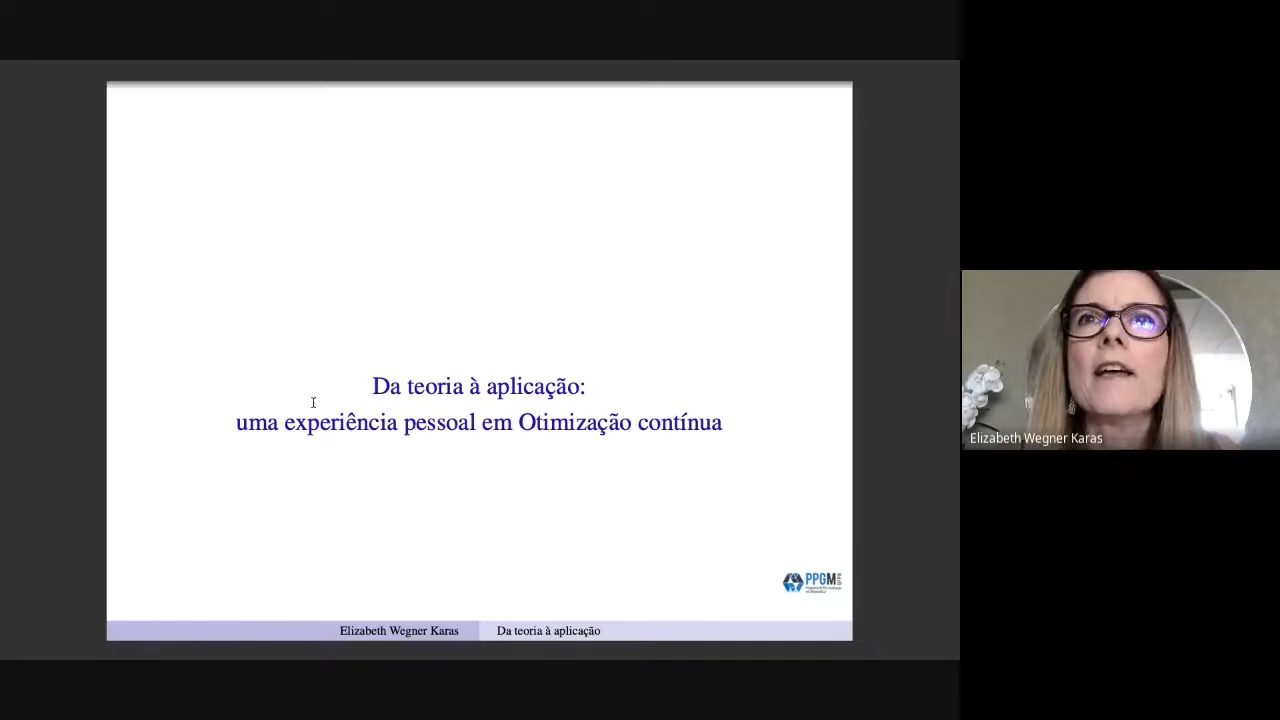 Da teoria à aplicação:
uma experiência pessoal em Otimização contínua
PPGM
UFPR
Elizabeth Wegner Karas
Da teoria à aplicação
Elizabeth Wegner Karas